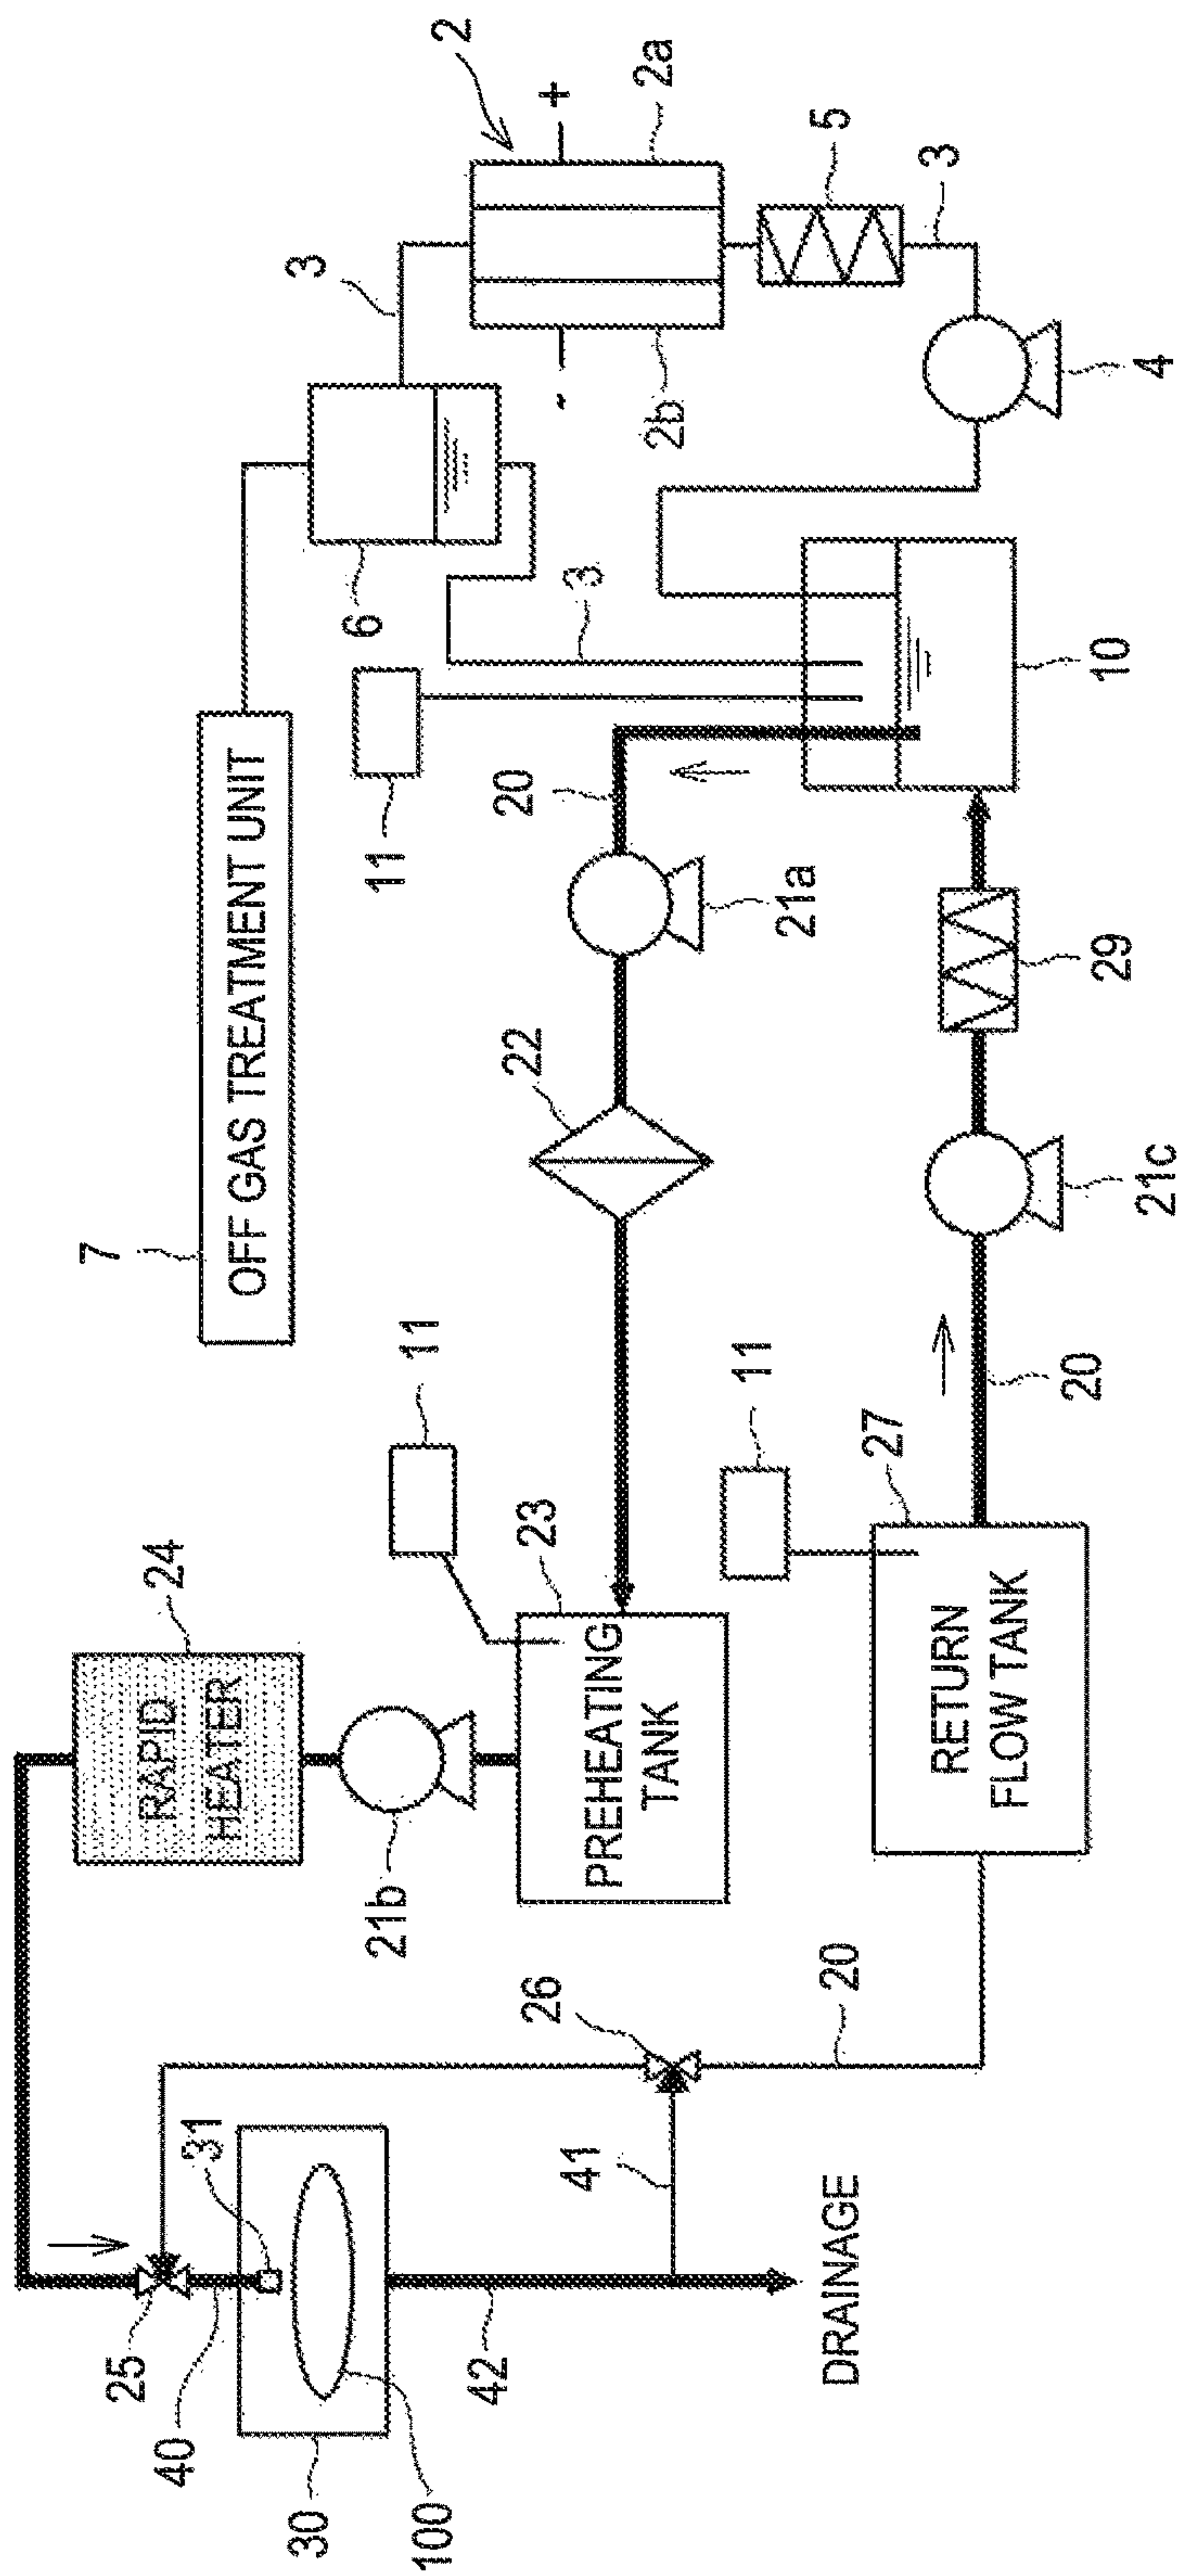 7
25
24
RAPID
HEATER
40
31
OFF GAS TREATMENT UNIT
30
3
6
21b
11
11
100
2
42
26
23
22
20
-
+
41
3
PREHEATING
TANK
2b
2a
11
21a
5
DRAINAGE
20
27
3
RETURN
FLOW TANK
20
29
10
21c
4